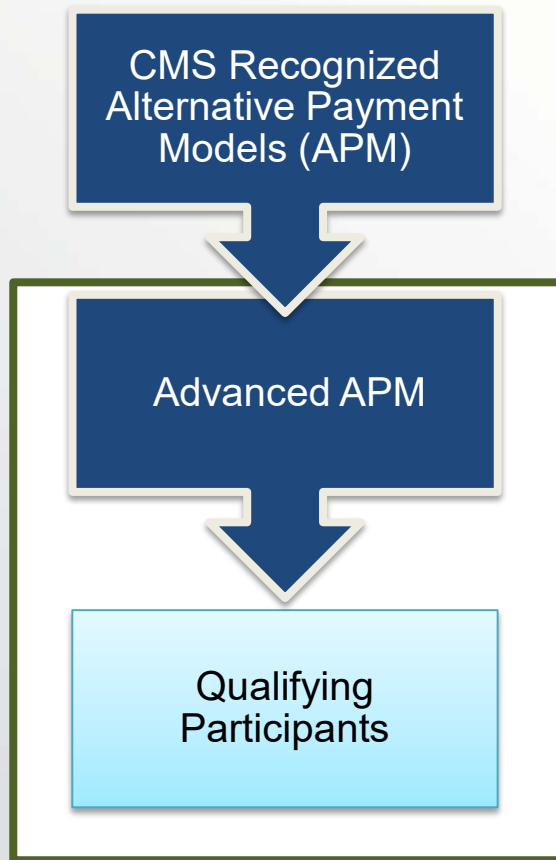 CMS Recognized
Alternative Payment
Models (APM)
Advanced APM
Qualifying
Participants